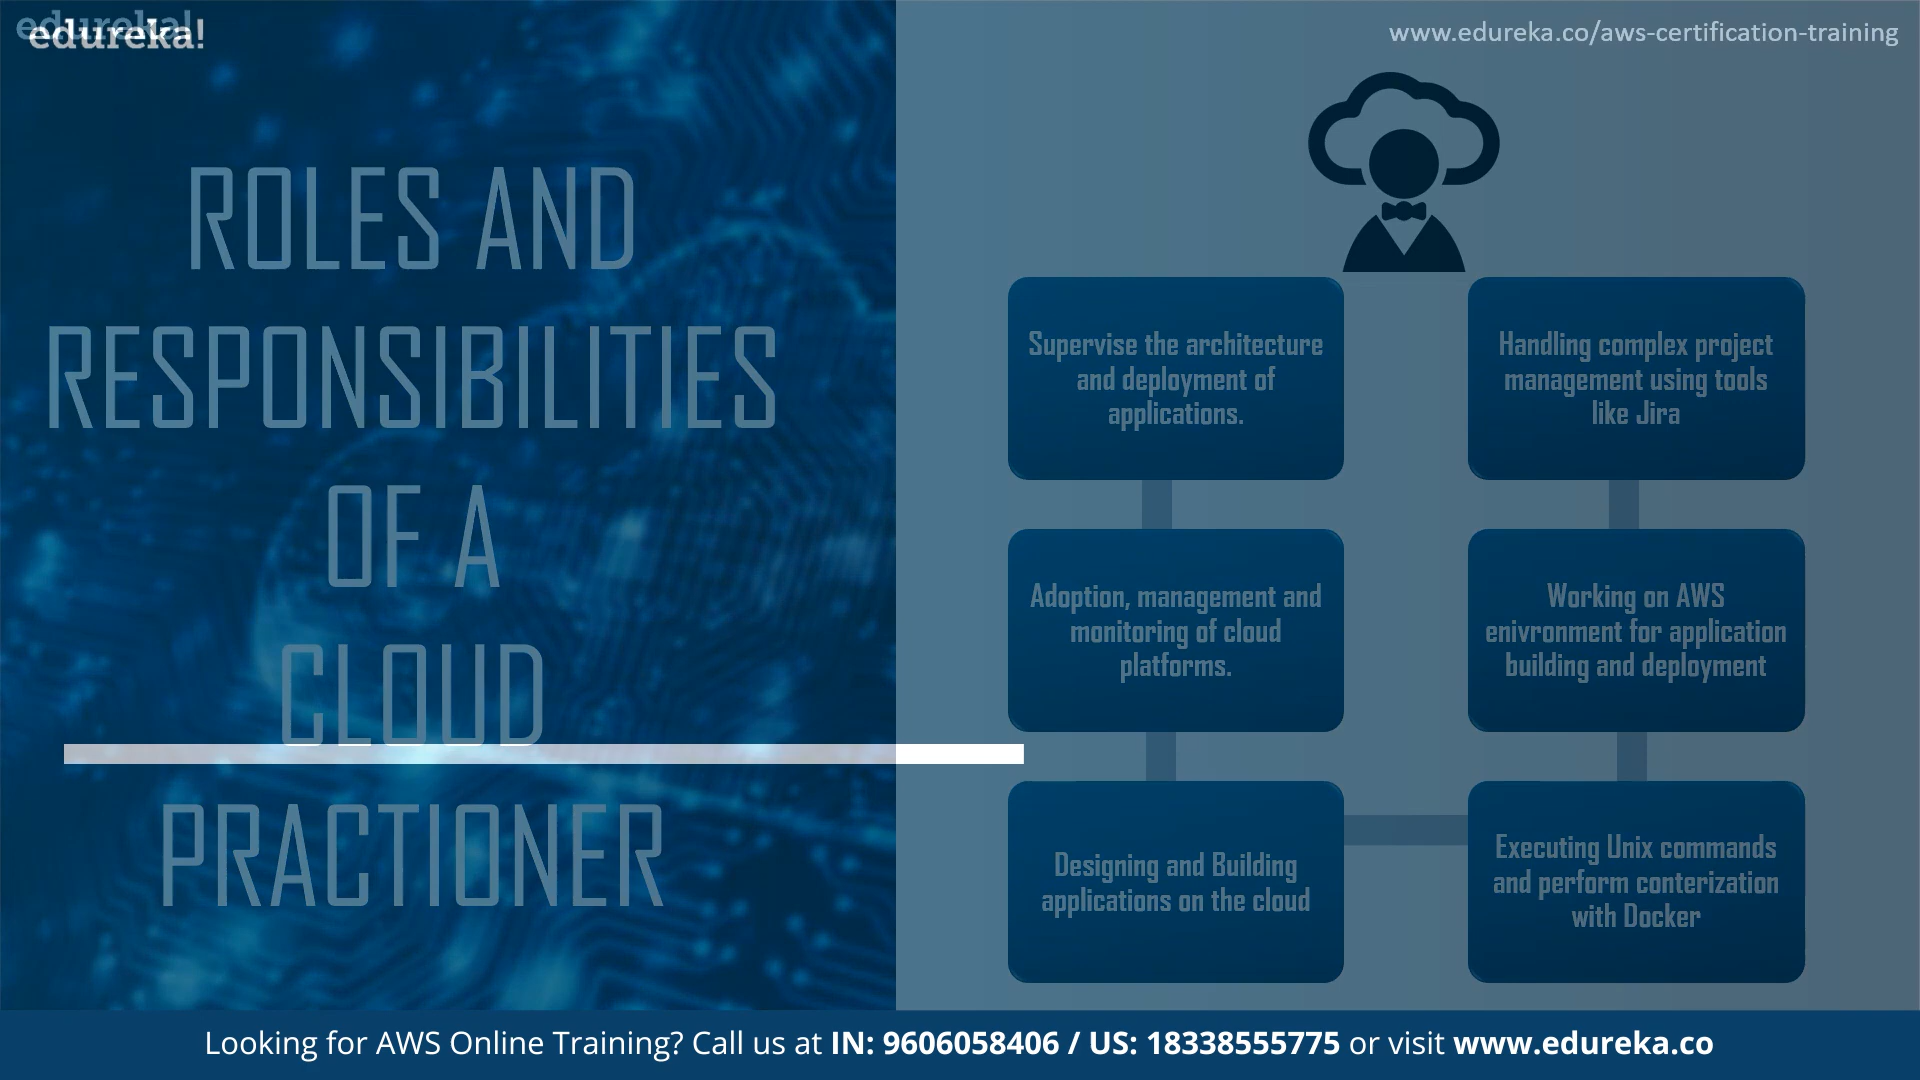 edureka!
edureka!
www.edureka.co/aws-certification-training
ROLES AND
RESPONSIBILITIES
OF A
CLOUD
PRACTIONER
Supervise the architecture
and deployment of
applications.
Adoption, management and
monitoring of cloud
platforms.
Designing and Building
applications on the cloud
Executing Unix commands
and perform conterization
with Docker
Working on AWS
enivronment for application
building and deployment
Handling complex project
management using tools
like Jira
Looking for AWS Online Training? Call us at IN: 9606058406 / US: 18338555775 or visit www.edureka.co